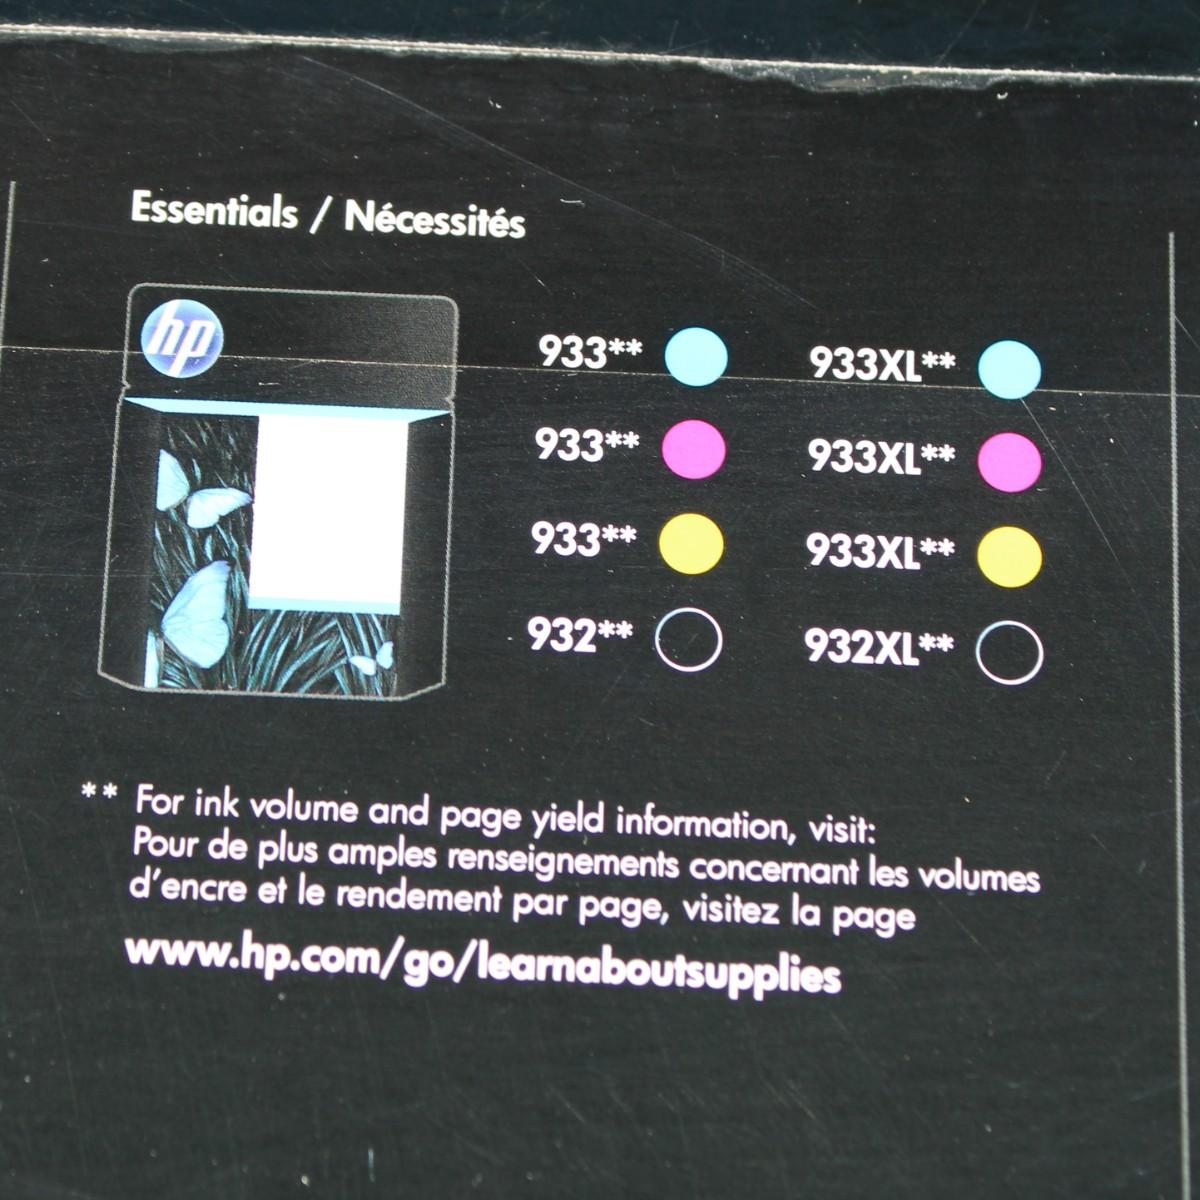 Essentials / Nécessités
hp
933** 933XL**
933** 933XL**
933** 933XL**
932** 932XL**
** For ink volume and page yield information, visit:
Pour de plus amples renseignements concernant les volumes
d'encre et le rendement par page, visitez la page
www.hp.com/go/learnaboutsupplies